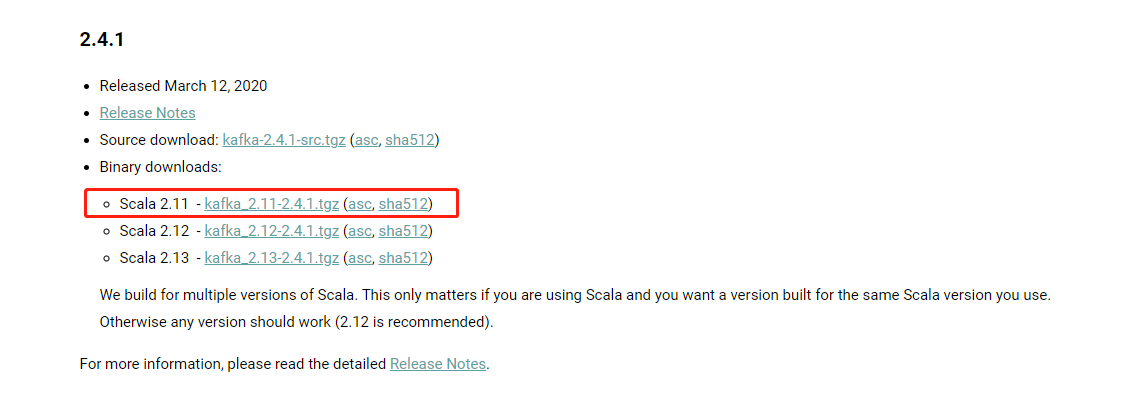 2.4.1
Released March 12, 2020
Release Notes
Source download: kafka-2.4.1-src.tgz (asc, sha512)
Binary downloads:
Scala 2.11 - kafka_2.11-2.4.1.tgz (asc, sha512)
Scala 2.12 - kafka_2.12-2.4.1.tgz (asc, sha512)
Scala 2.13 - kafka_2.13-2.4.1.tgz (asc, sha512)
We build for multiple versions of Scala. This only matters if you are using Scala and you want a version built for the same Scala version you use.
Otherwise any version should work (2.12 is recommended).
For more information, please read the detailed Release Notes.